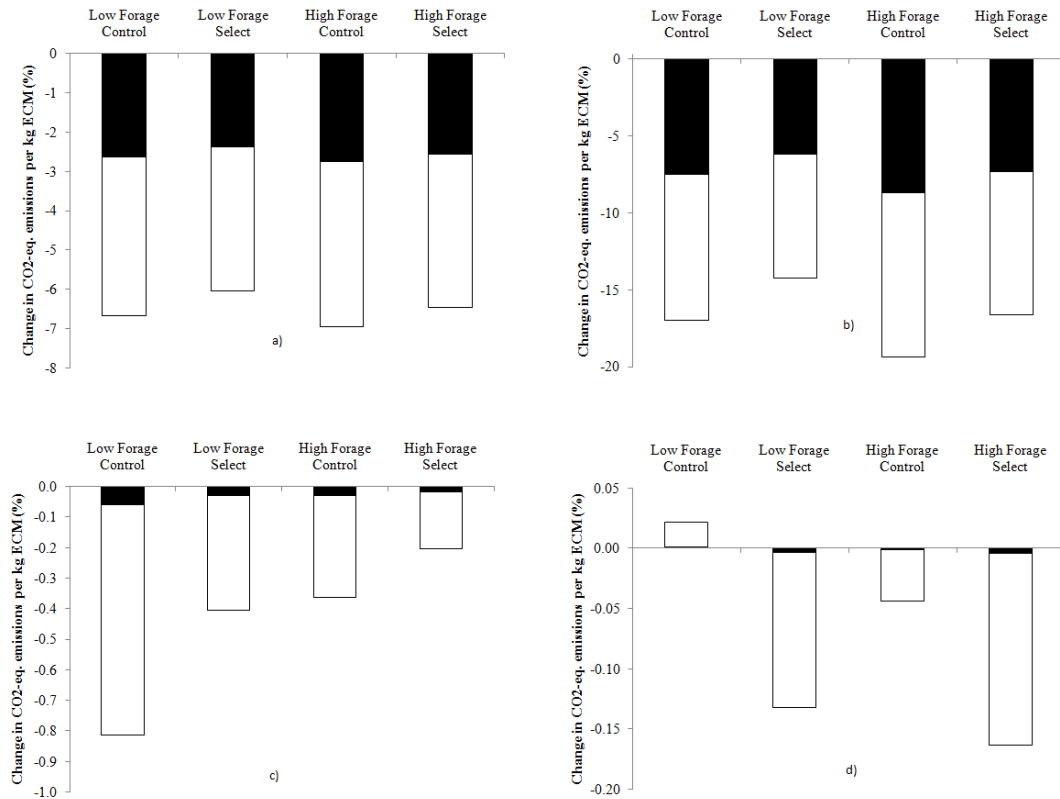 Low Forage Control
Low Forage Select
High Forage Control
High Forage Select
Change in CO2-eq. emissions per kg ECM (%)
0
-1
-2
-3
-4
-5
-6
-7
-8
a)
Low Forage Control
Low Forage Select
High Forage Control
High Forage Select
Change in CO2-eq. emissions per kg ECM (%)
0
-5
-10
-15
-20
b)
Low Forage Control
Low Forage Select
High Forage Control
High Forage Select
Change in CO2-eq. emissions per kg ECM (%)
0.0
-0.1
-0.2
-0.3
-0.4
-0.5
-0.6
-0.7
-0.8
-0.9
-1.0
c)
Low Forage Control
Low Forage Select
High Forage Control
High Forage Select
Change in CO2-eq. emissions per kg ECM (%)
0.05
0.00
-0.05
-0.10
-0.15
-0.20
d)